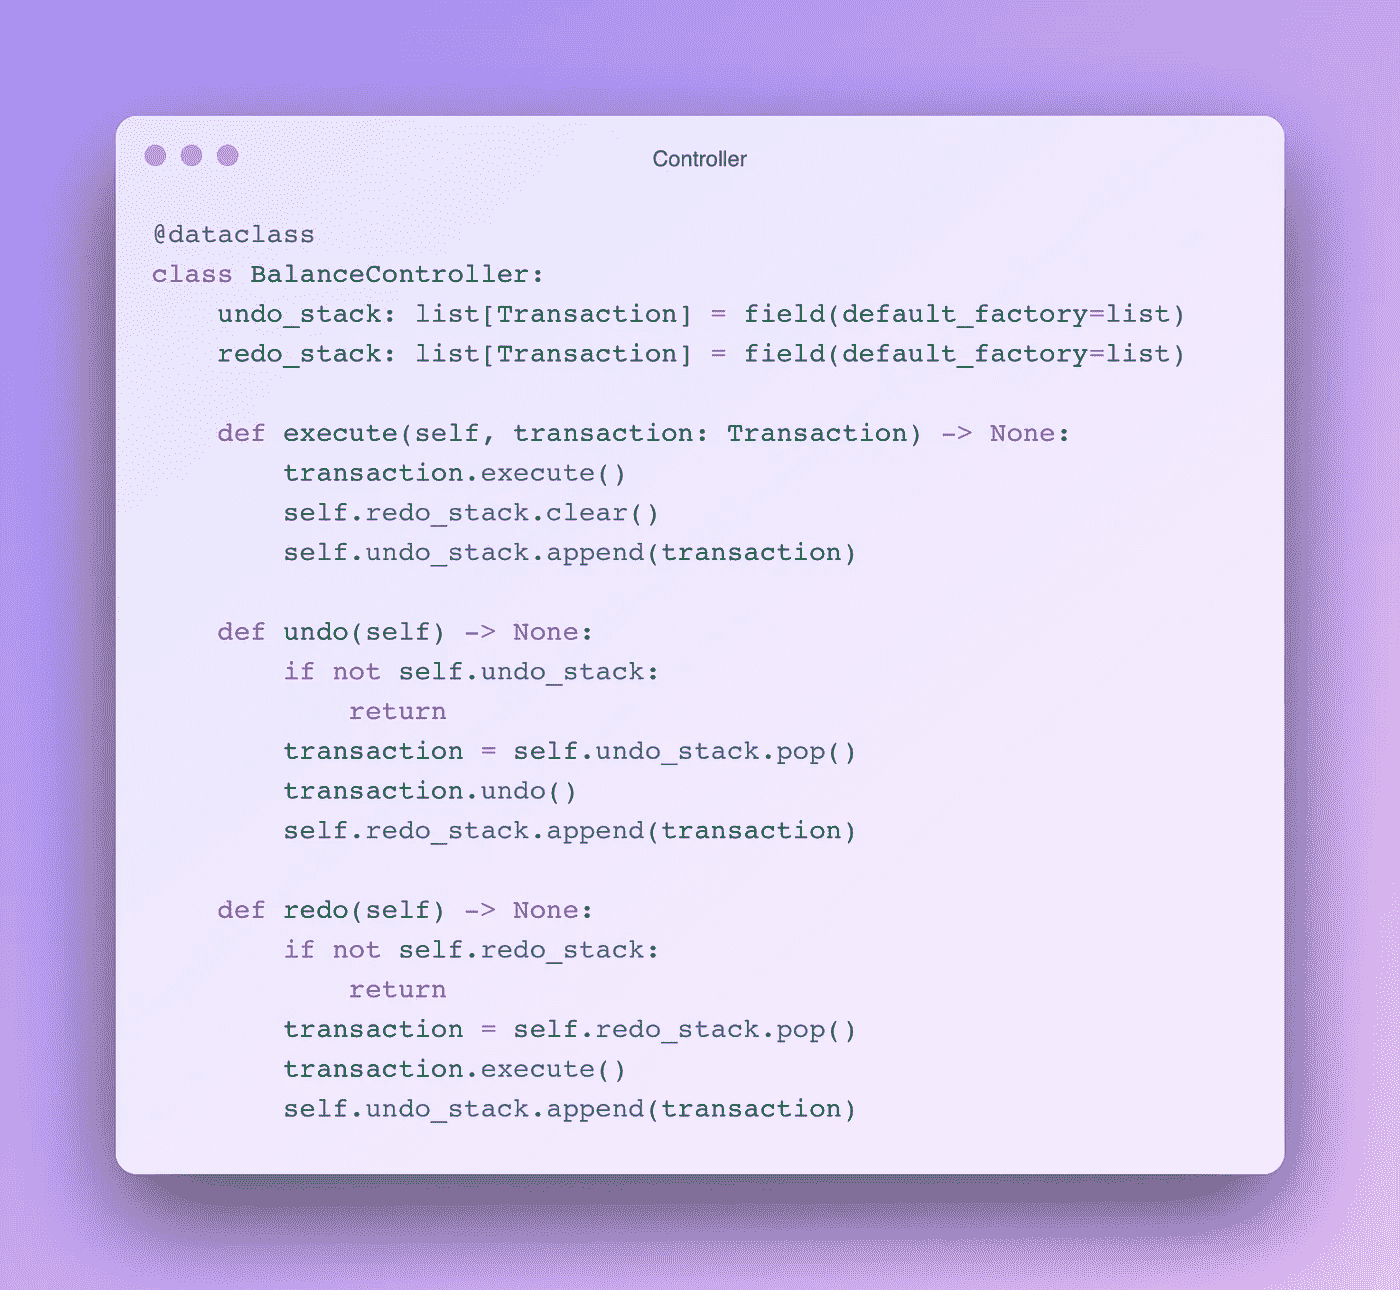 Controller
@dataclass
class BalanceController:
    undo_stack: list[Transaction] = field(default_factory=list)
    redo_stack: list[Transaction] = field(default_factory=list)

    def execute(self, transaction: Transaction) -> None:
        transaction.execute()
        self.redo_stack.clear()
        self.undo_stack.append(transaction)

    def undo(self) -> None:
        if not self.undo_stack:
            return
        transaction = self.undo_stack.pop()
        transaction.undo()
        self.redo_stack.append(transaction)

    def redo(self) -> None:
        if not self.redo_stack:
            return
        transaction = self.redo_stack.pop()
        transaction.execute()
        self.undo_stack.append(transaction)